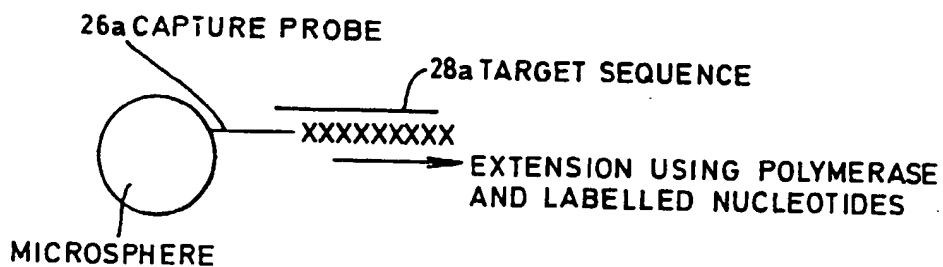 26a CAPTURE PROBE
28a TARGET SEQUENCE
XXXXXXXXX
EXTENSION USING POLYMERASE
AND LABELLED NUCLEOTIDES
MICROSPHERE